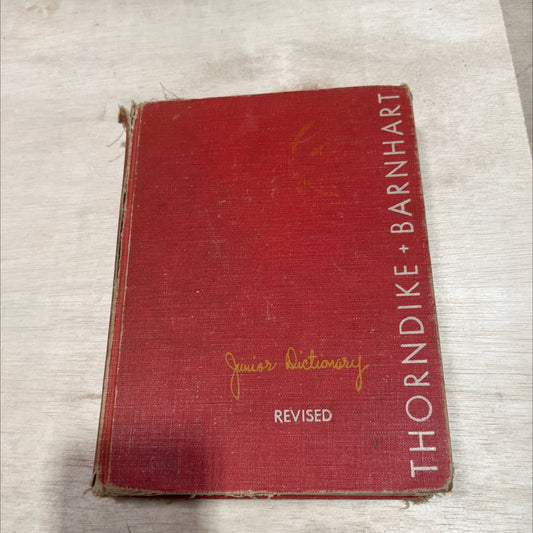 THORNDIKE + BARNHART
Junior Dictionary
REVISED